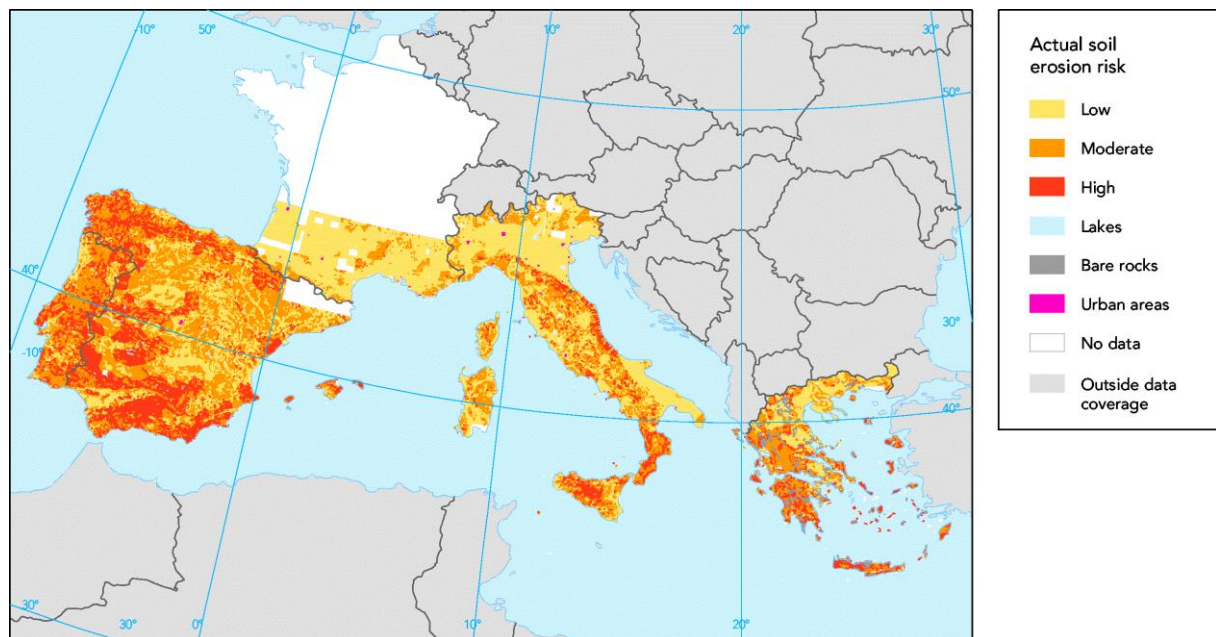 -10°
50°
0°
10°
20°
30°
50°
40°
-10°
30°
40°
30°
30°
0°
10°
20°
Actual soil
erosion risk
Low
Moderate
High
Lakes
Bare rocks
Urban areas
No data
Outside data
coverage